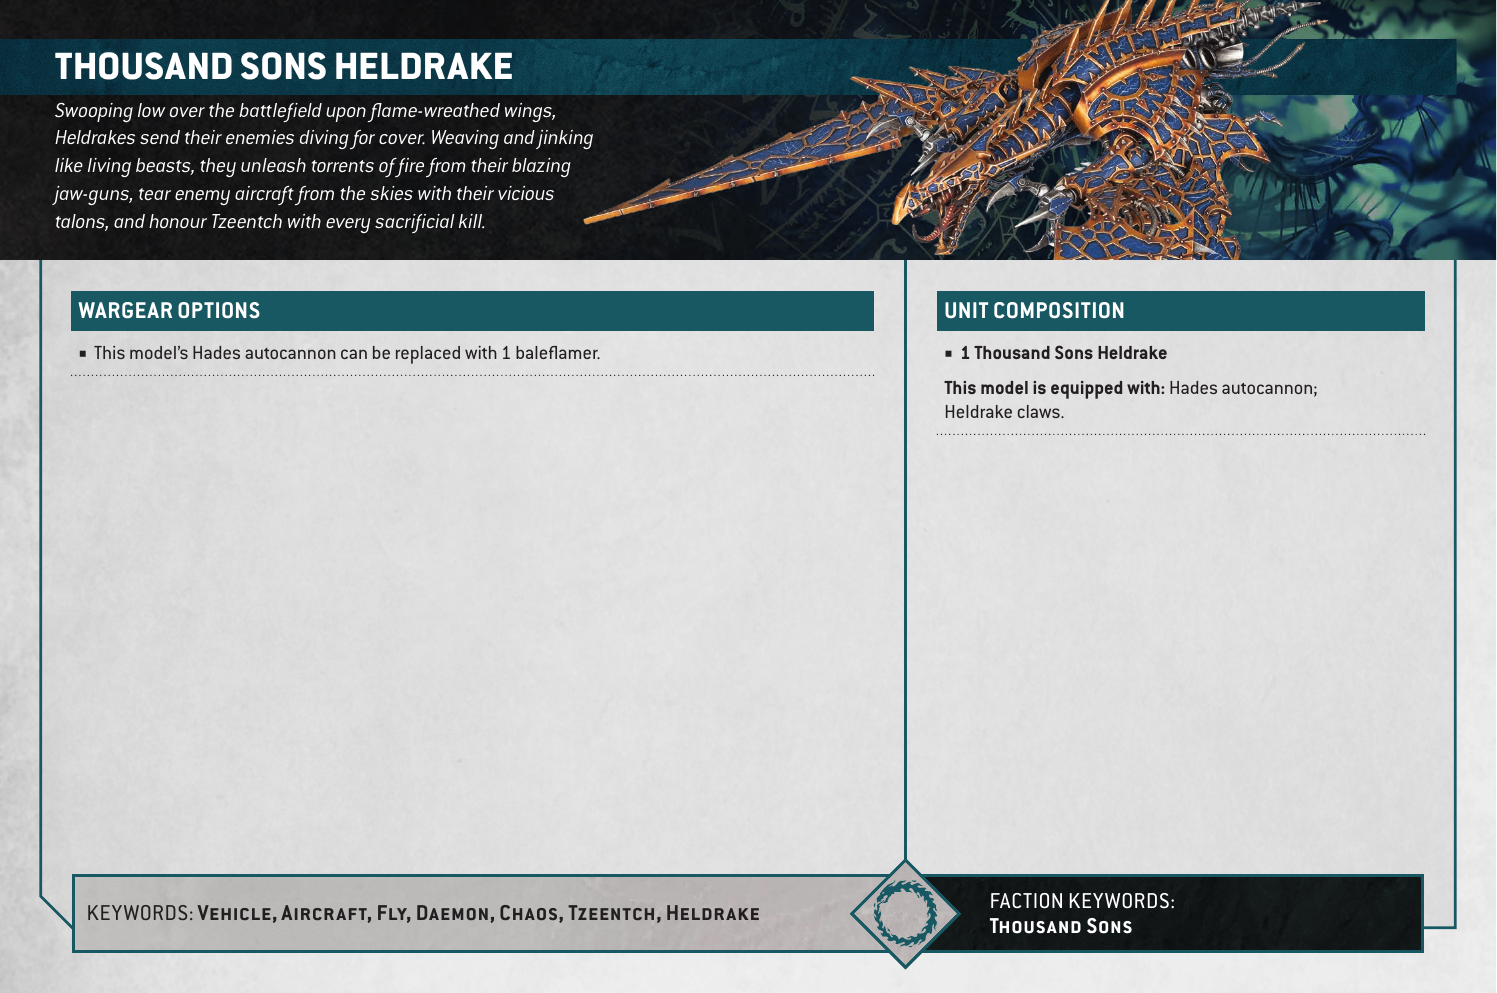 THOUSAND SONS HELDRAKE
Swooping low over the battlefield upon flame-wreathed wings,
Heldrakes send their enemies diving for cover. Weaving and jinking
like living beasts, they unleash torrents of fire from their blazing
jaw-guns, tear enemy aircraft from the skies with their vicious
talons, and honour Tzeentch with every sacrificial kill.
WARGEAR OPTIONS
▪ This model's Hades autocannon can be replaced with 1 baleflamer.
UNIT COMPOSITION
▪ 1 Thousand Sons Heldrake
This model is equipped with: Hades autocannon;
Heldrake claws.
KEYWORDS: Vehicle, Aircraft, Fly, Daemon, Chaos, Tzeentch, Heldrake
FACTION KEYWORDS:
Thousand Sons